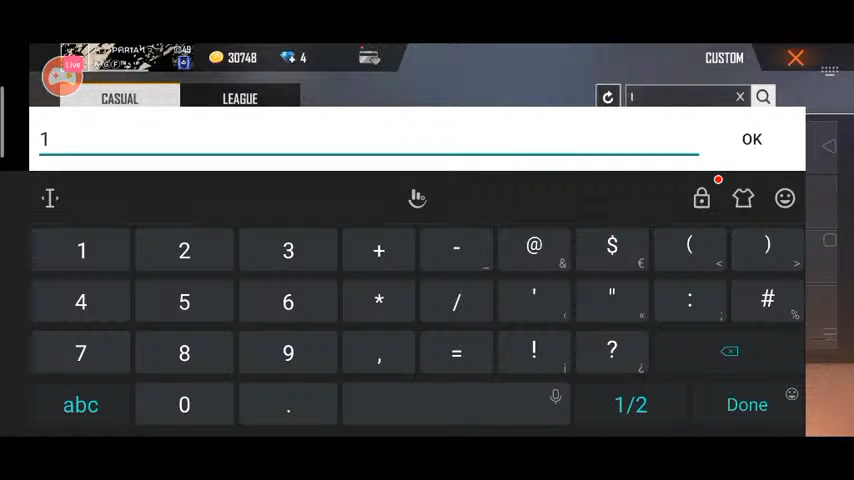 30748
4
CUSTOM
Live
CASUAL
LEAGUE
1
X
1
OK
1 2 3 + - _ @ & $ € ( < ) >
4 5 6 * / ' ‹ " « : ; # %
7 8 9 , = ! ¡ ? ¿
abc 0 . 1/2 Done